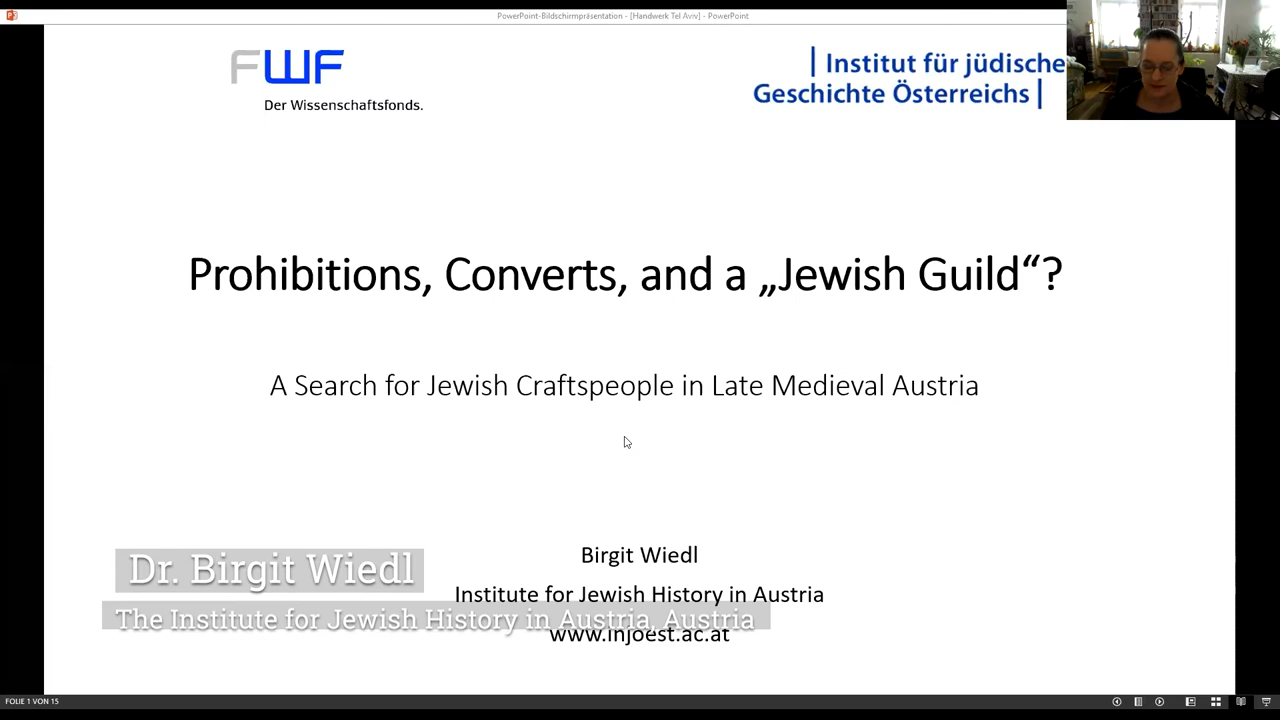 PowerPoint-Bildschirmpräsentation - [Handwerk Tel Aviv] - PowerPoint
FWF
Der Wissenschaftsfonds.
| Institut für jüdische
Geschichte Österreichs |
Prohibitions, Converts, and a „Jewish Guild“?
A Search for Jewish Craftspeople in Late Medieval Austria
Birgit Wiedl
Institute for Jewish History in Austria
www.injoest.ac.at
Dr. Birgit Wiedl
The Institute for Jewish History in Austria, Austria
FOLIE 1 VON 15